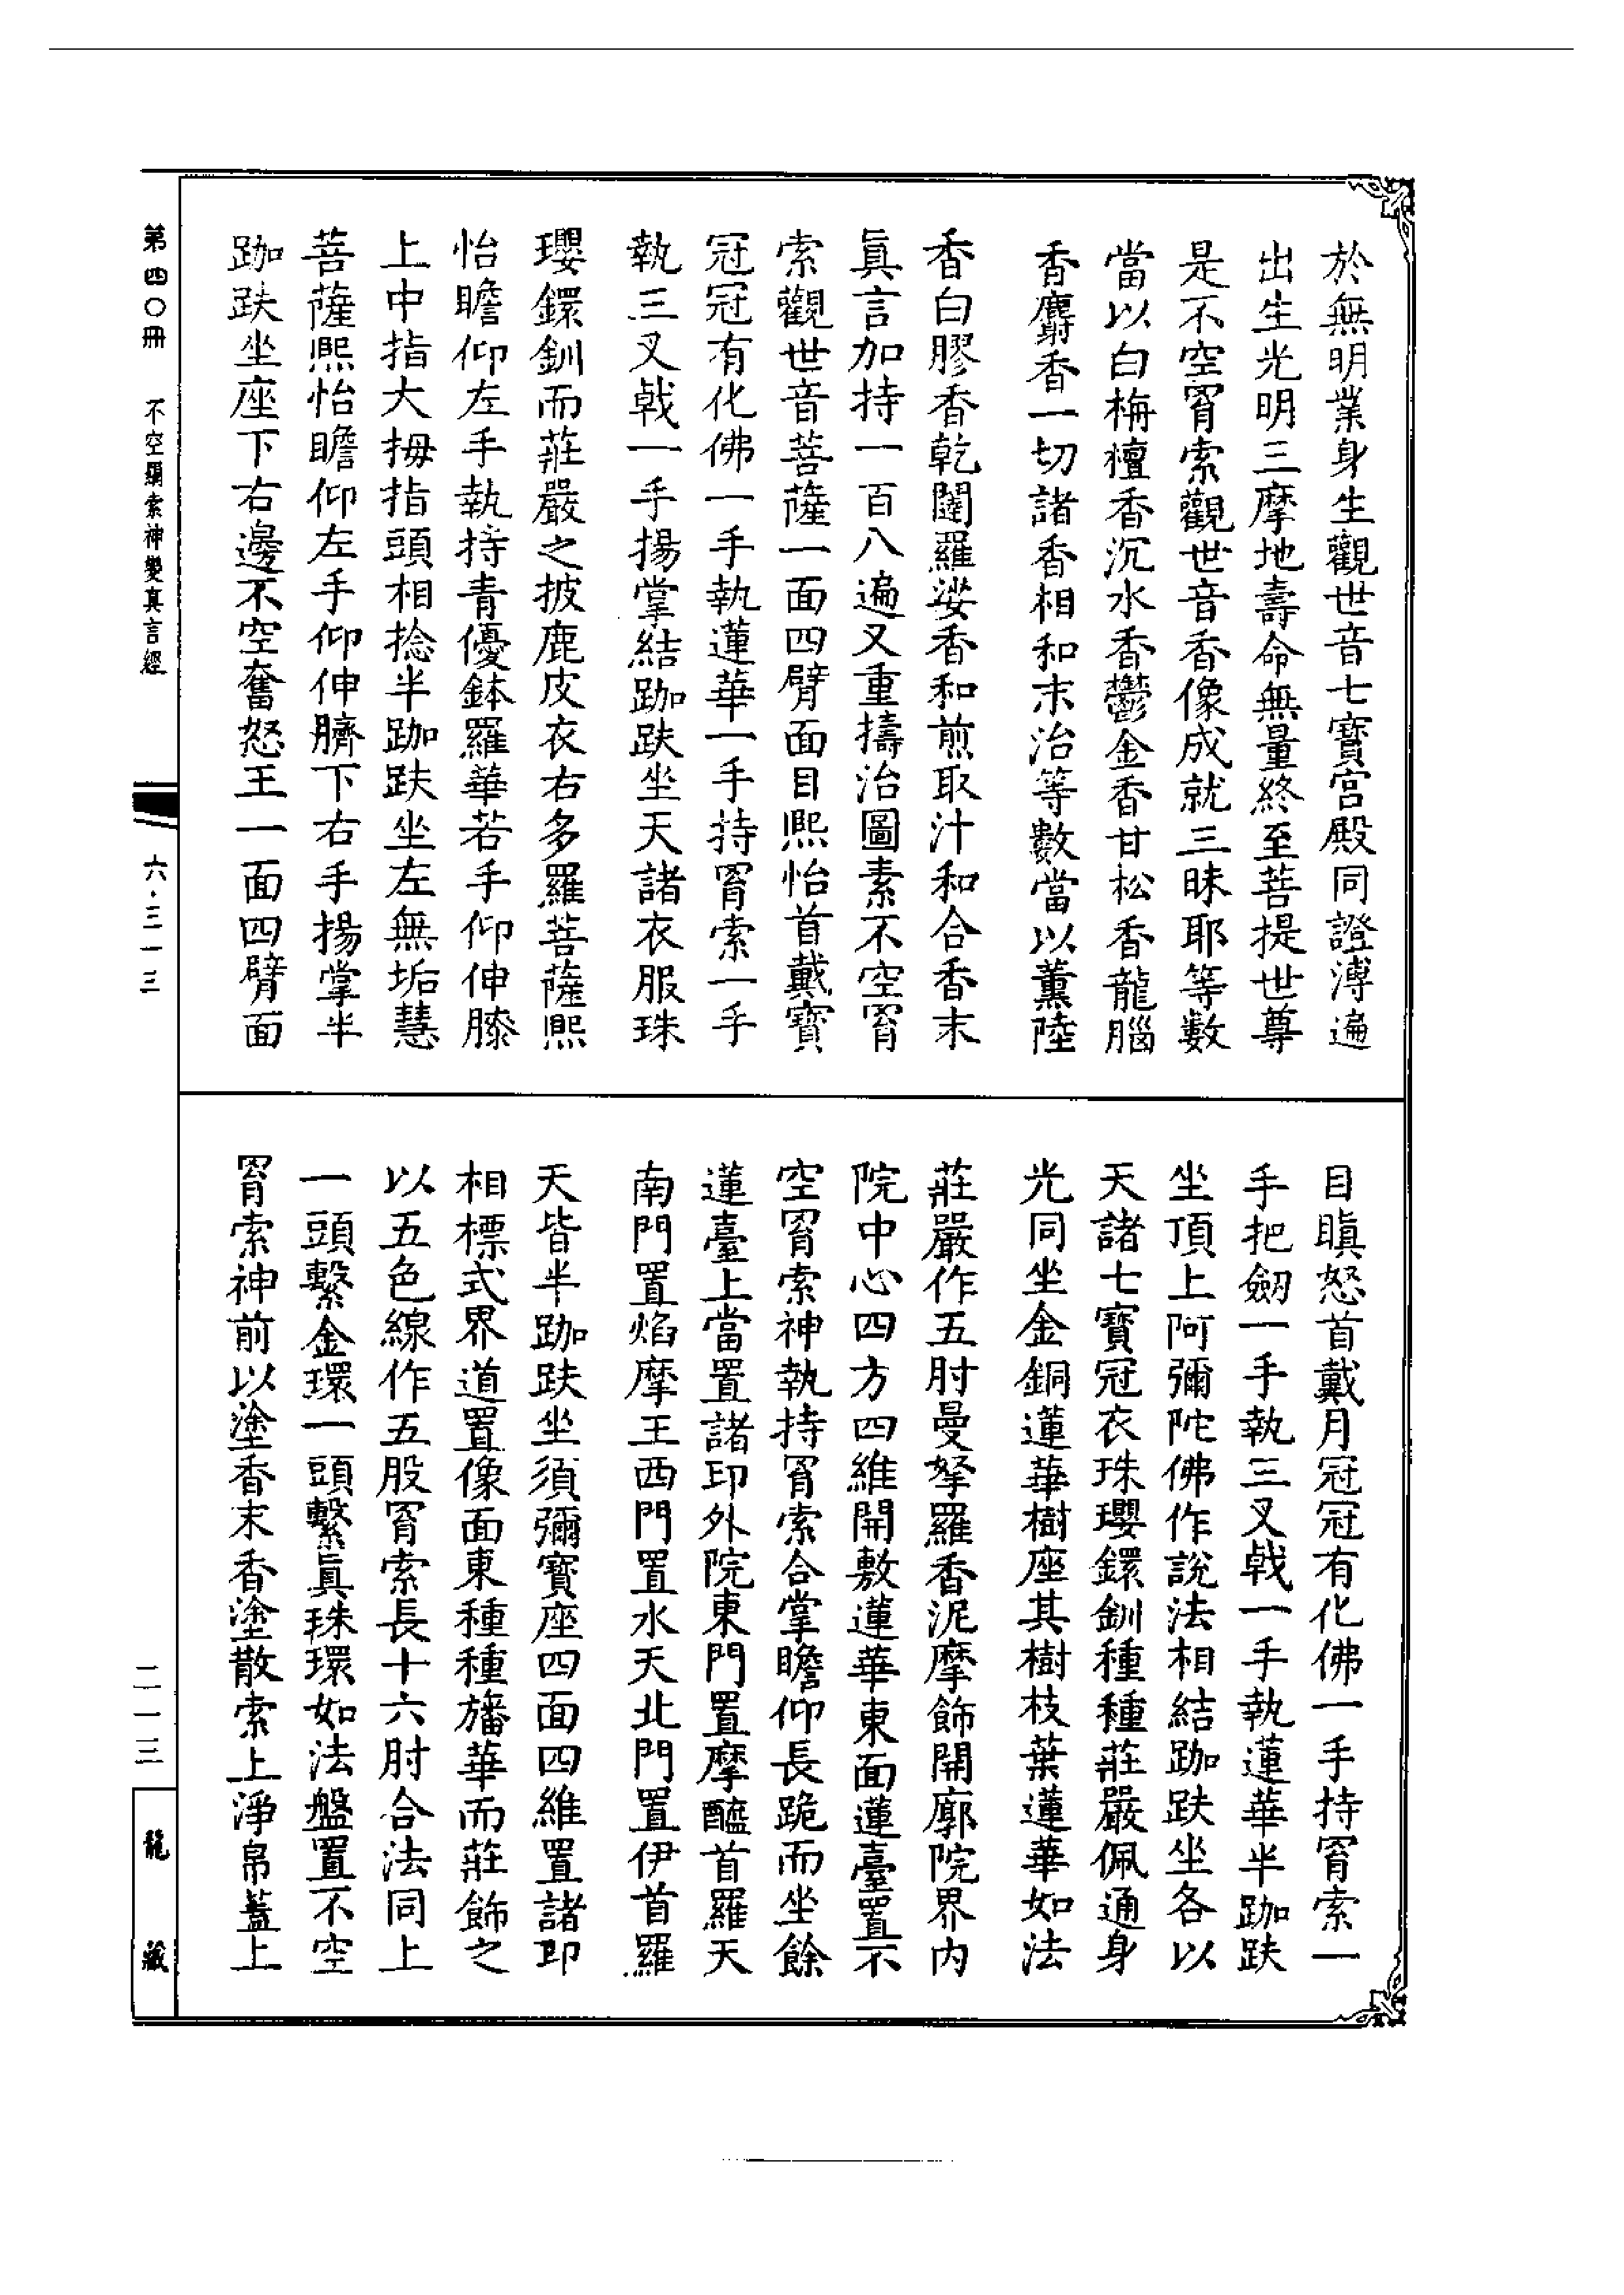 於無明業身生觀世音七寶宮殿同證溥遍
出生光明三摩地壽命無量終至菩提世尊
是不空罥索觀世音香像成就三昧耶等數
當以白栴檀香沉水香鬱金香甘松香龍腦
香麝香一切諸香相和末治等數當以薰陸
香白膠香乾闥羅娑香和煎取汁和合香末
真言加持一百八遍又重擣治圖素不空罥
索觀世音菩薩一面四臂面目熙怡首戴寶
冠冠有化佛一手執蓮華一手持罥索一手
執三叉戟一手揚掌結跏趺坐天諸衣服珠
瓔鐶釧而莊嚴之披鹿皮衣右多羅菩薩熙
怡瞻仰左手執持青優鉢羅華若手仰伸膝
上中指大拇指頭相捻半跏趺坐左無垢慧
菩薩熙怡瞻仰左手仰伸臍下右手揚掌半
跏趺坐座下右邊不空奮怒王一面四臂面
目瞋怒首戴月冠冠有化佛一手持罥索一
手把劒一手執三叉戟一手執蓮華半跏趺
坐頂上阿彌陀佛作說法相結跏趺坐各以
天諸七寶冠衣珠瓔鐶釧種種莊嚴佩通身
光同坐金銅蓮華樹座其樹枝葉蓮華如法
莊嚴作五肘曼拏羅香泥摩飾開廓院界內
院中心四方四維開敷蓮華東面蓮臺置不
空罥索神執持罥索合掌瞻仰長跪而坐餘
蓮臺上當置諸印外院東門置摩醯首羅天
南門置焰摩王西門置水天北門置伊首羅
天皆半跏趺坐須彌寶座四面四維置諸印
相標式界道置像面東種種旛華而莊飾之
以五色線作五股罥索長十六肘合法同上
一頭繫金環一頭繫真珠環如法盤置不空
罥索神前以塗香末香塗散索上淨帛蓋上
第四〇冊　不空羂索神變真言經
六・三一三
二一三
龍藏